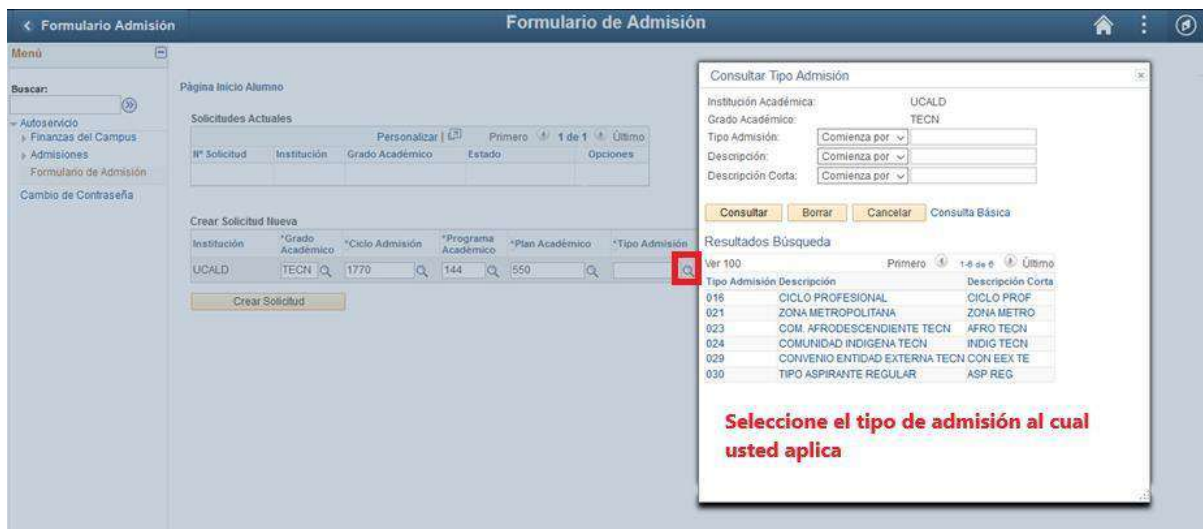 Formulario Admisión
Formulario de Admisión
Menú
Buscar:
Autoservicio
Finanzas del Campus
Admisiones
Formulario de Admisión
Cambio de Contraseña
Página Inicio Alumno
Solicitudes Actuales
Personalizar | Primero 1 de 1 Último
Nº Solicitud Institución Grado Académico Estado Opciones
Crear Solicitud Nueva
Institución *Grado Académico *Ciclo Admisión *Programa Académico *Plan Académico *Tipo Admisión
UCALD TECN 1770 144 550
Crear Solicitud
Consultar Tipo Admisión
Institución Académica: UCALD
Grado Académico: TECN
Tipo Admisión: Comienza por
Descripción: Comienza por
Descripción Corta: Comienza por
Consultar Borrar Cancelar Consulta Básica
Resultados Búsqueda
Ver 100 Primero 1-6 de 6 Último
Tipo Admisión Descripción Descripción Corta
016 CICLO PROFESIONAL CICLO PROF
021 ZONA METROPOLITANA ZONA METRO
023 COM. AFRODESCENDIENTE TECN AFRO TECN
024 COMUNIDAD INDIGENA TECN INDIG TECN
029 CONVENIO ENTIDAD EXTERNA TECN CON EEX TE
030 TIPO ASPIRANTE REGULAR ASP REG
Seleccione el tipo de admisión al cual
usted aplica